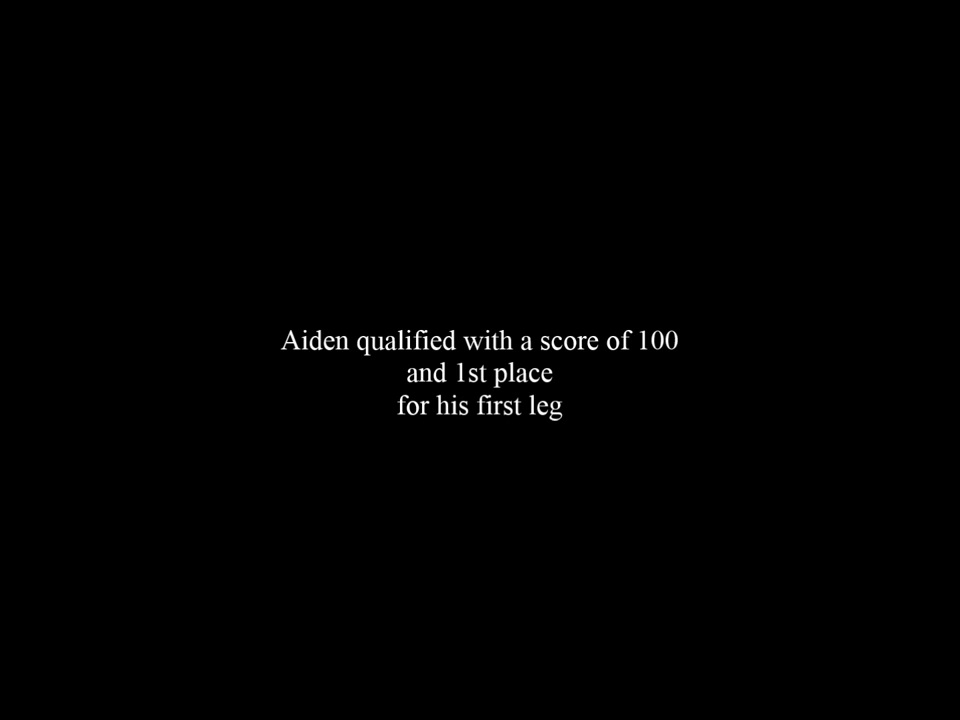 Aiden qualified with a score of 100
and 1st place
for his first leg